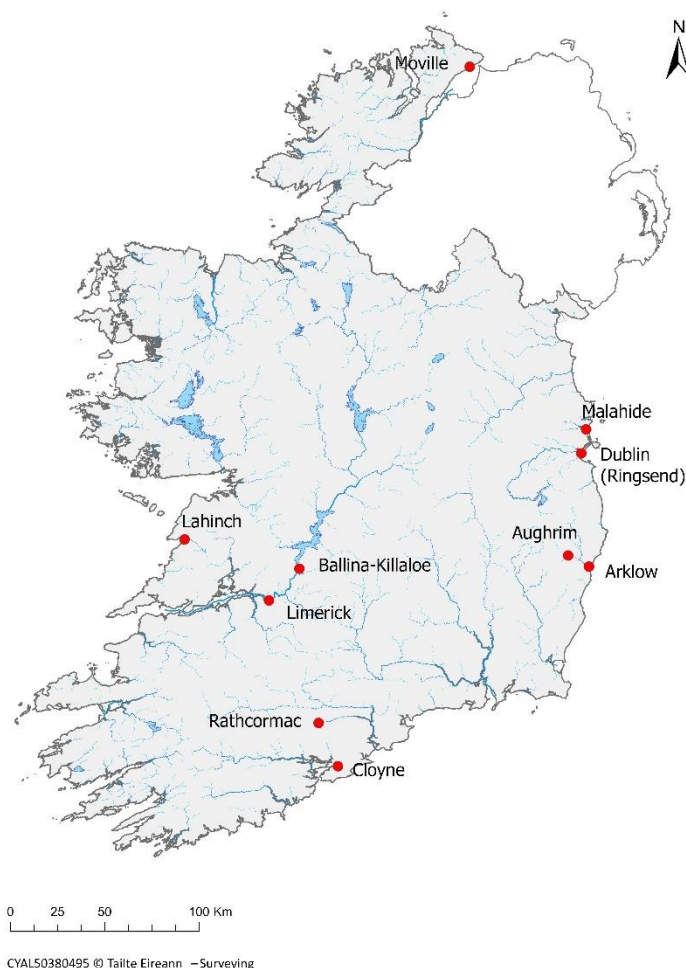 N
Moville
Malahide
Dublin
(Ringsend)
Lahinch
Aughrim
Ballina-Killaloe
Arklow
Limerick
Rathcormac
Cloyne
0 25 50 100 Km
CYAL50380495 © Tailte Eireann – Surveying